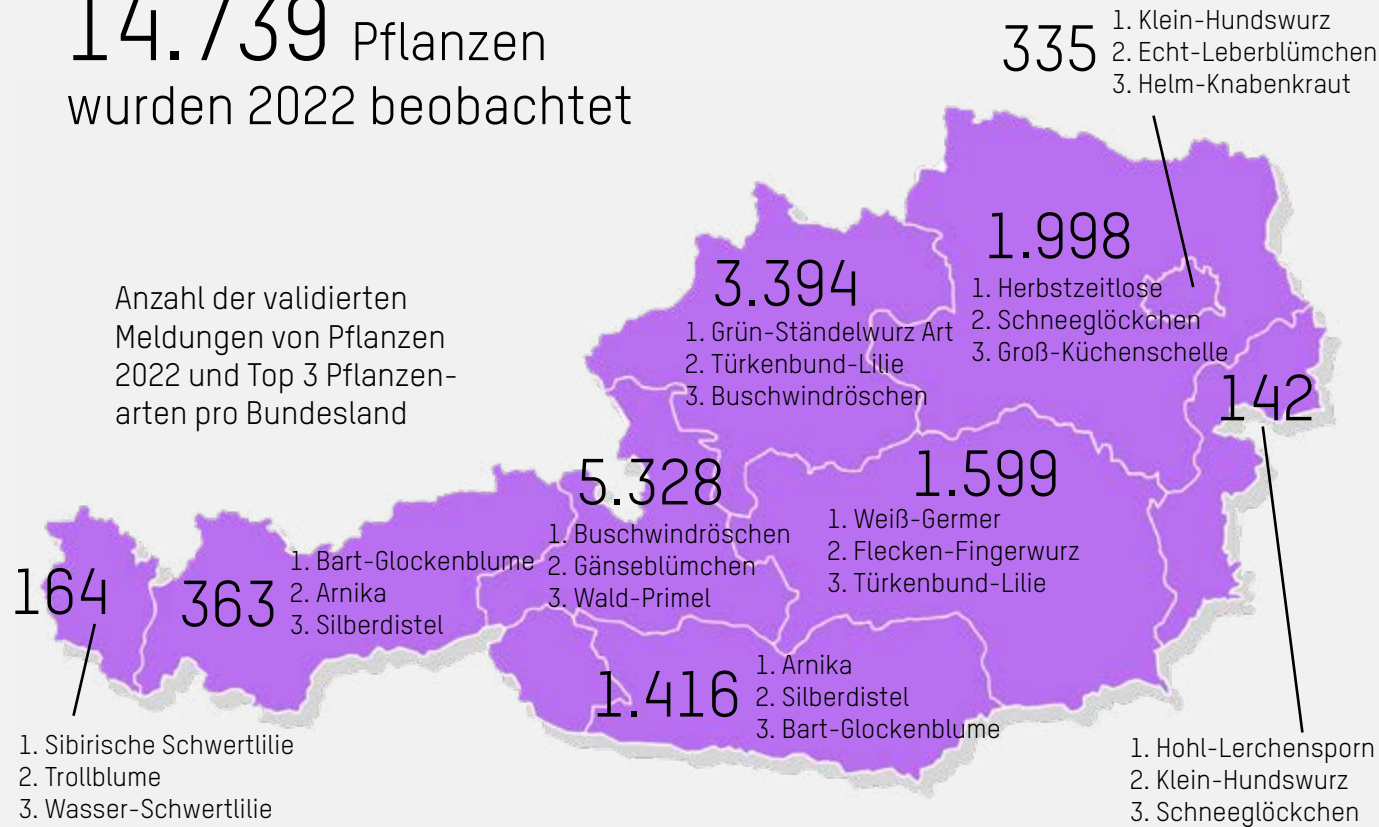 14.739 Pflanzen
wurden 2022 beobachtet
Anzahl der validierten
Meldungen von Pflanzen
2022 und Top 3 Pflanzen-
arten pro Bundesland
335
1. Klein-Hundswurz
2. Echt-Leberblümchen
3. Helm-Knabenkraut
1.998
1. Herbstzeitlose
2. Schneeglöckchen
3. Groß-Küchenschelle
3.394
1. Grün-Ständelwurz Art
2. Türkenbund-Lilie
3. Buschwindröschen
142
1. Hohl-Lerchensporn
2. Klein-Hundswurz
3. Schneeglöckchen
5.328
1. Buschwindröschen
2. Gänseblümchen
3. Wald-Primel
1.599
1. Weiß-Germer
2. Flecken-Fingerwurz
3. Türkenbund-Lilie
164
1. Sibirische Schwertlilie
2. Trollblume
3. Wasser-Schwertlilie
363
1. Bart-Glockenblume
2. Arnika
3. Silberdistel
1.416
1. Arnika
2. Silberdistel
3. Bart-Glockenblume